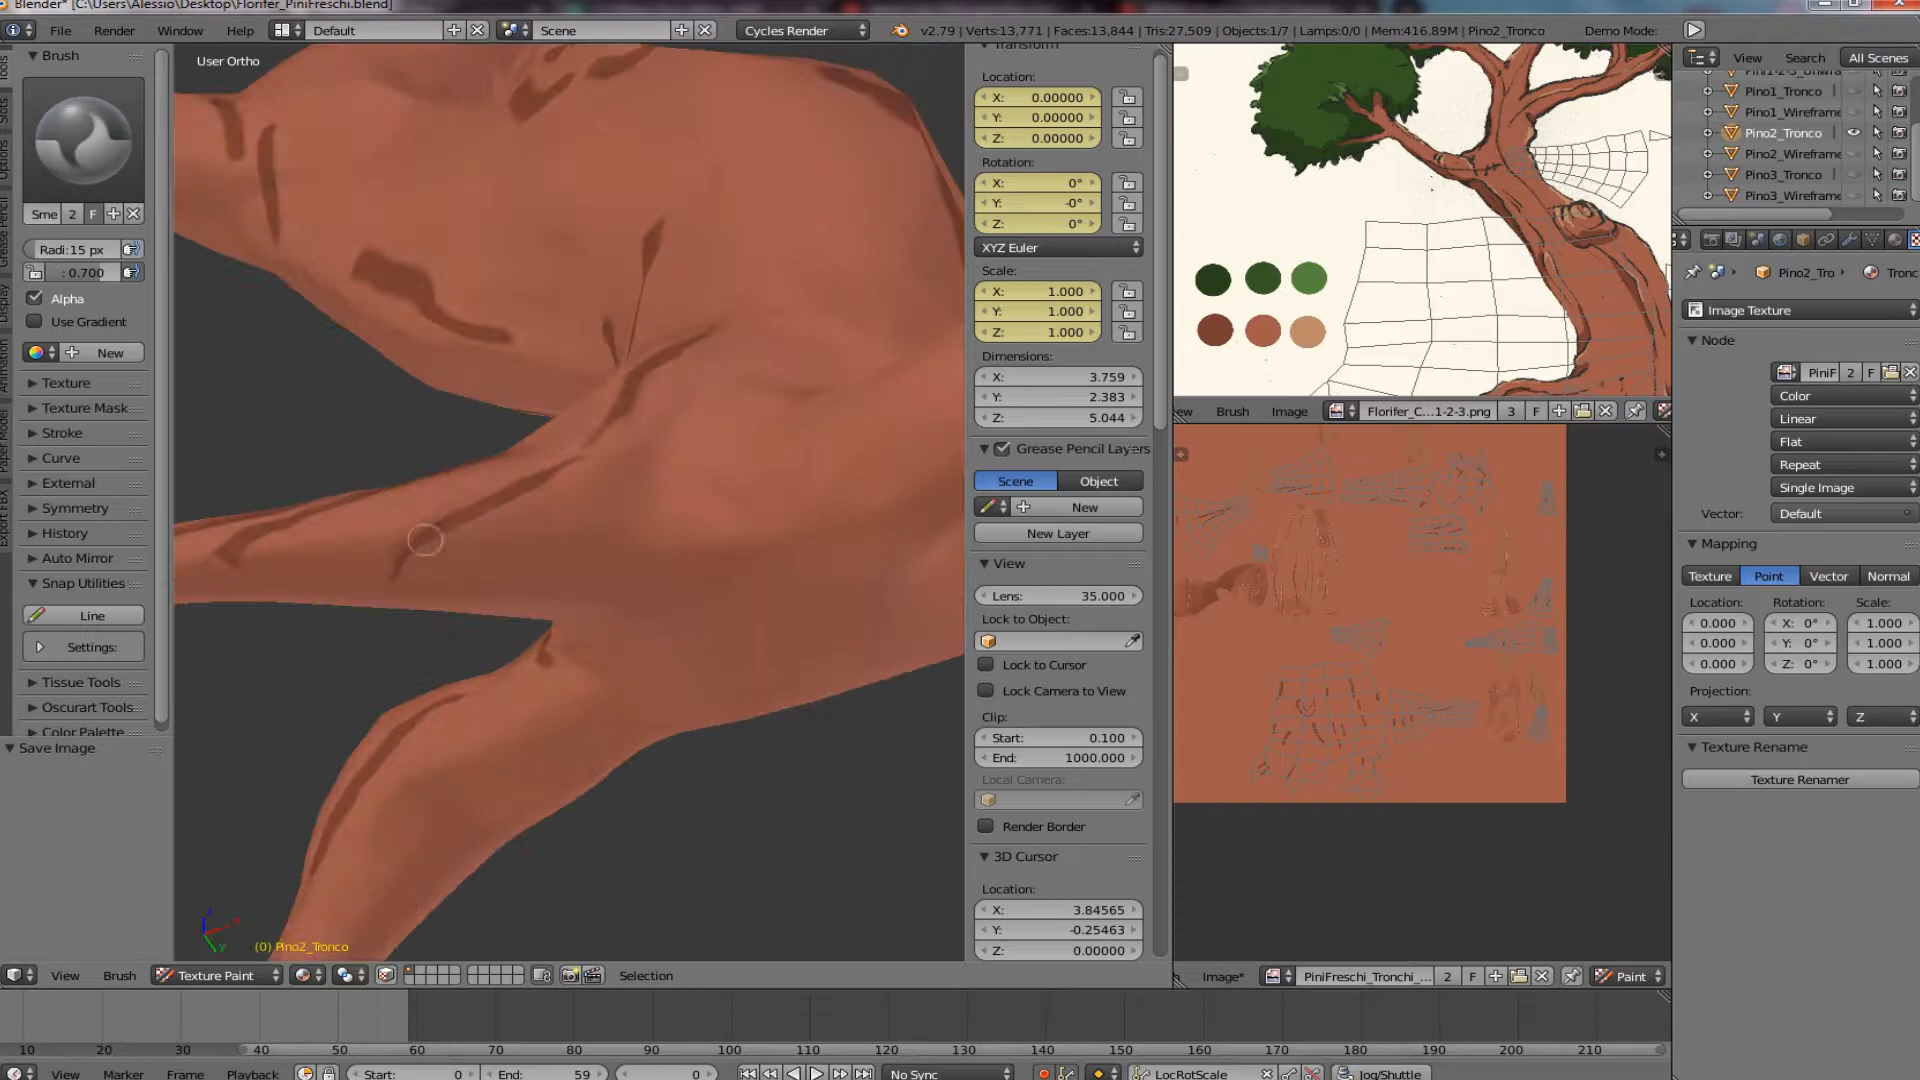 Blender* [C:\Users\Alessio\Desktop\Florifer_PiniFreschi.blend]
File Render Window Help Default Scene Cycles Render v2.79 | Verts:13,771 | Faces:13,844 | Tris:27,509 | Objects:1/7 | Lamps:0/0 | Mem:416.89M | Pino2_Tronco Demo Mode:
Tools
Slots
Options
Grease Pencil
Display
Animation
Paper Model
Export FBX
Brush
Sme 2 F
Radi:15 px
: 0.700
Alpha
Use Gradient
New
Texture
Texture Mask
Stroke
Curve
External
Symmetry
History
Auto Mirror
Snap Utilities
Line
Settings:
Tissue Tools
Oscurart Tools
Color Palette
Save Image
User Ortho
(0) Pino2_Tronco
Transform
Location:
X: 0.00000
Y: 0.00000
Z: 0.00000
Rotation:
X: 0°
Y: -0°
Z: 0°
XYZ Euler
Scale:
X: 1.000
Y: 1.000
Z: 1.000
Dimensions:
X: 3.759
Y: 2.383
Z: 5.044
Grease Pencil Layers
Scene Object
New
New Layer
View
Lens: 35.000
Lock to Object:
Lock to Cursor
Lock Camera to View
Clip:
Start: 0.100
End: 1000.000
Local Camera:
Render Border
3D Cursor
Location:
X: 3.84565
Y: -0.25463
Z: 0.00000
ew Brush Image Florifer_C...1-2-3.png 3 F
Image* PiniFreschi_Tronchi_... 2 F Paint
View Search All Scenes
Pino1_Tronco
Pino1_Wireframe
Pino2_Tronco
Pino2_Wireframe
Pino3_Tronco
Pino3_Wireframe
Pino2_Tro Tronc
Image Texture
Node
PiniF 2 F
Color
Linear
Flat
Repeat
Single Image
Vector: Default
Mapping
Texture Point Vector Normal
Location: Rotation: Scale:
0.000 X: 0° 1.000
0.000 Y: 0° 1.000
0.000 Z: 0° 1.000
Projection:
X Y Z
Texture Rename
Texture Renamer
View Brush Texture Paint Selection
10 20 30 40 50 60 70 80 90 100 110 120 130 140 150 160 170 180 190 200 210
View Marker Frame Playback Start: 0 End: 59 0 No Sync LocRotScale Jog/Shuttle